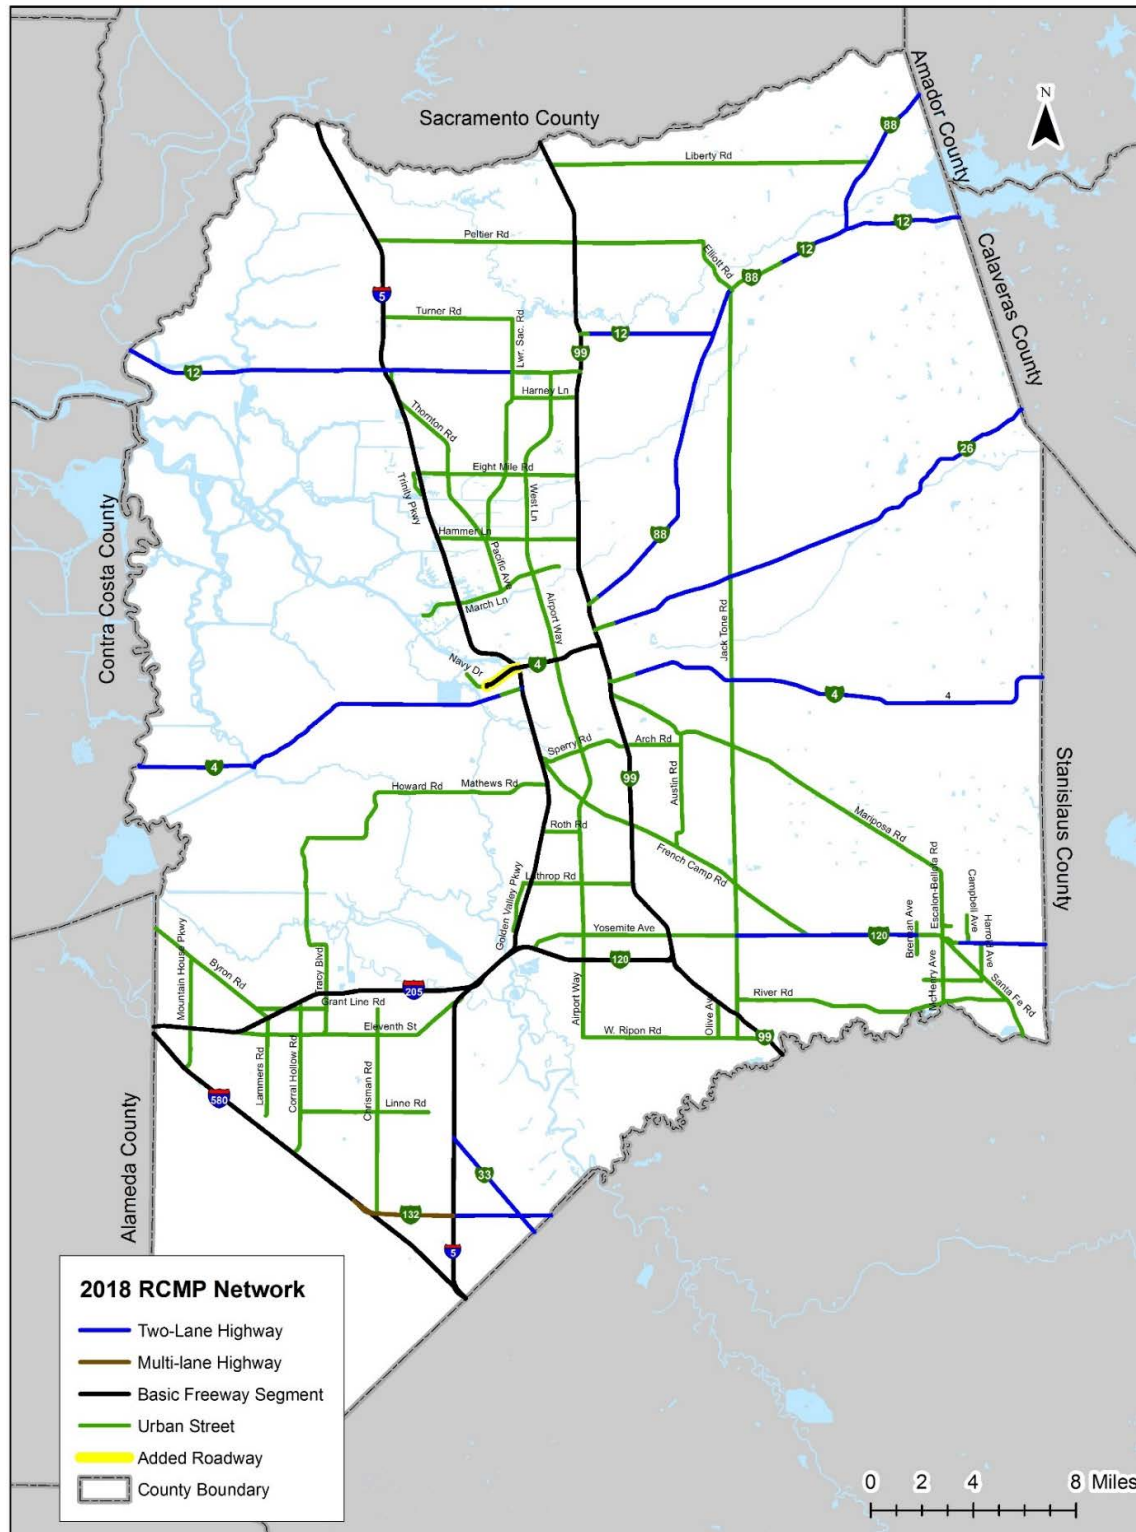 Sacramento County
Amador County
N
88
Liberty Rd
12
Peltier Rd
12
Elliott Rd
88
Calaveras County
5
Turner Rd
Lwr. Sac. Rd
12
99
12
Harney Ln
Thornton Rd
26
Eight Mile Rd
Trinity Pkwy
West Ln
Contra Costa County
Hammer Ln
88
Pacific Ave
March Ln
Airport Way
Jack Tone Rd
Navy Dr
4
4
4
Sperry Rd
Arch Rd
4
99
Austin Rd
Stanislaus County
Howard Rd
Mathews Rd
Mariposa Rd
Roth Rd
French Camp Rd
Lathrop Rd
Golden Valley Pkwy
Escalon-Bellota Rd
Campbell Ave
Harrold Ave
Brennan Ave
Yosemite Ave
120
Mountain House Pkwy
Byron Rd
Tracy Blvd
120
McHenry Ave
Santa Fe Rd
205
Grant Line Rd
River Rd
Airport Way
Olive Av
Eleventh St
W. Ripon Rd
99
Lammers Rd
Corral Hollow Rd
Chrisman Rd
580
Linne Rd
Alameda County
33
132
5
2018 RCMP Network
Two-Lane Highway
Multi-lane Highway
Basic Freeway Segment
Urban Street
Added Roadway
County Boundary
0 2 4 8 Miles